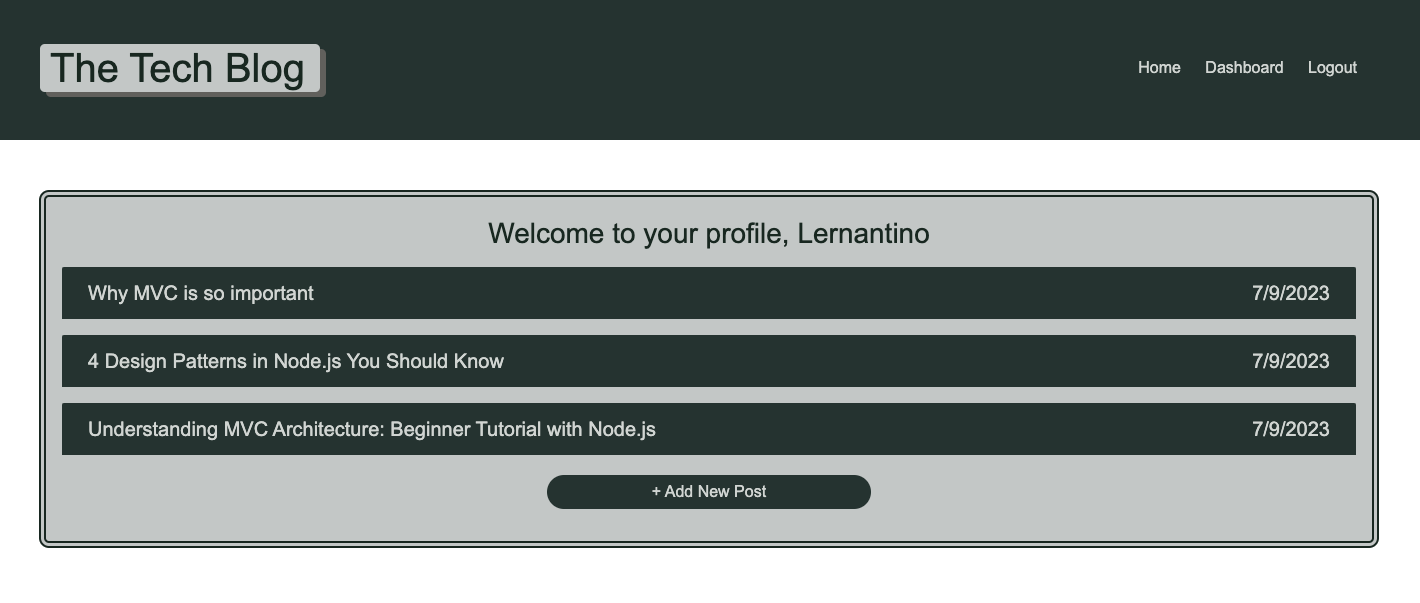 The Tech Blog
Home Dashboard Logout
Welcome to your profile, Lernantino
Why MVC is so important 7/9/2023
4 Design Patterns in Node.js You Should Know 7/9/2023
Understanding MVC Architecture: Beginner Tutorial with Node.js 7/9/2023
+ Add New Post